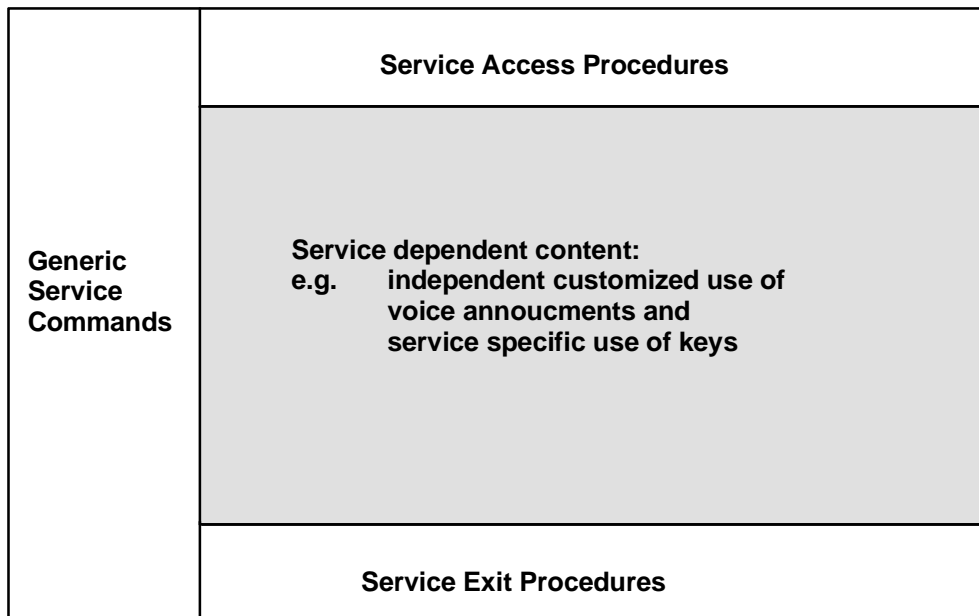 Service Access Procedures
Generic
Service
Commands
Service dependent content:
e.g. independent customized use of
voice annoucments and
service specific use of keys
Service Exit Procedures